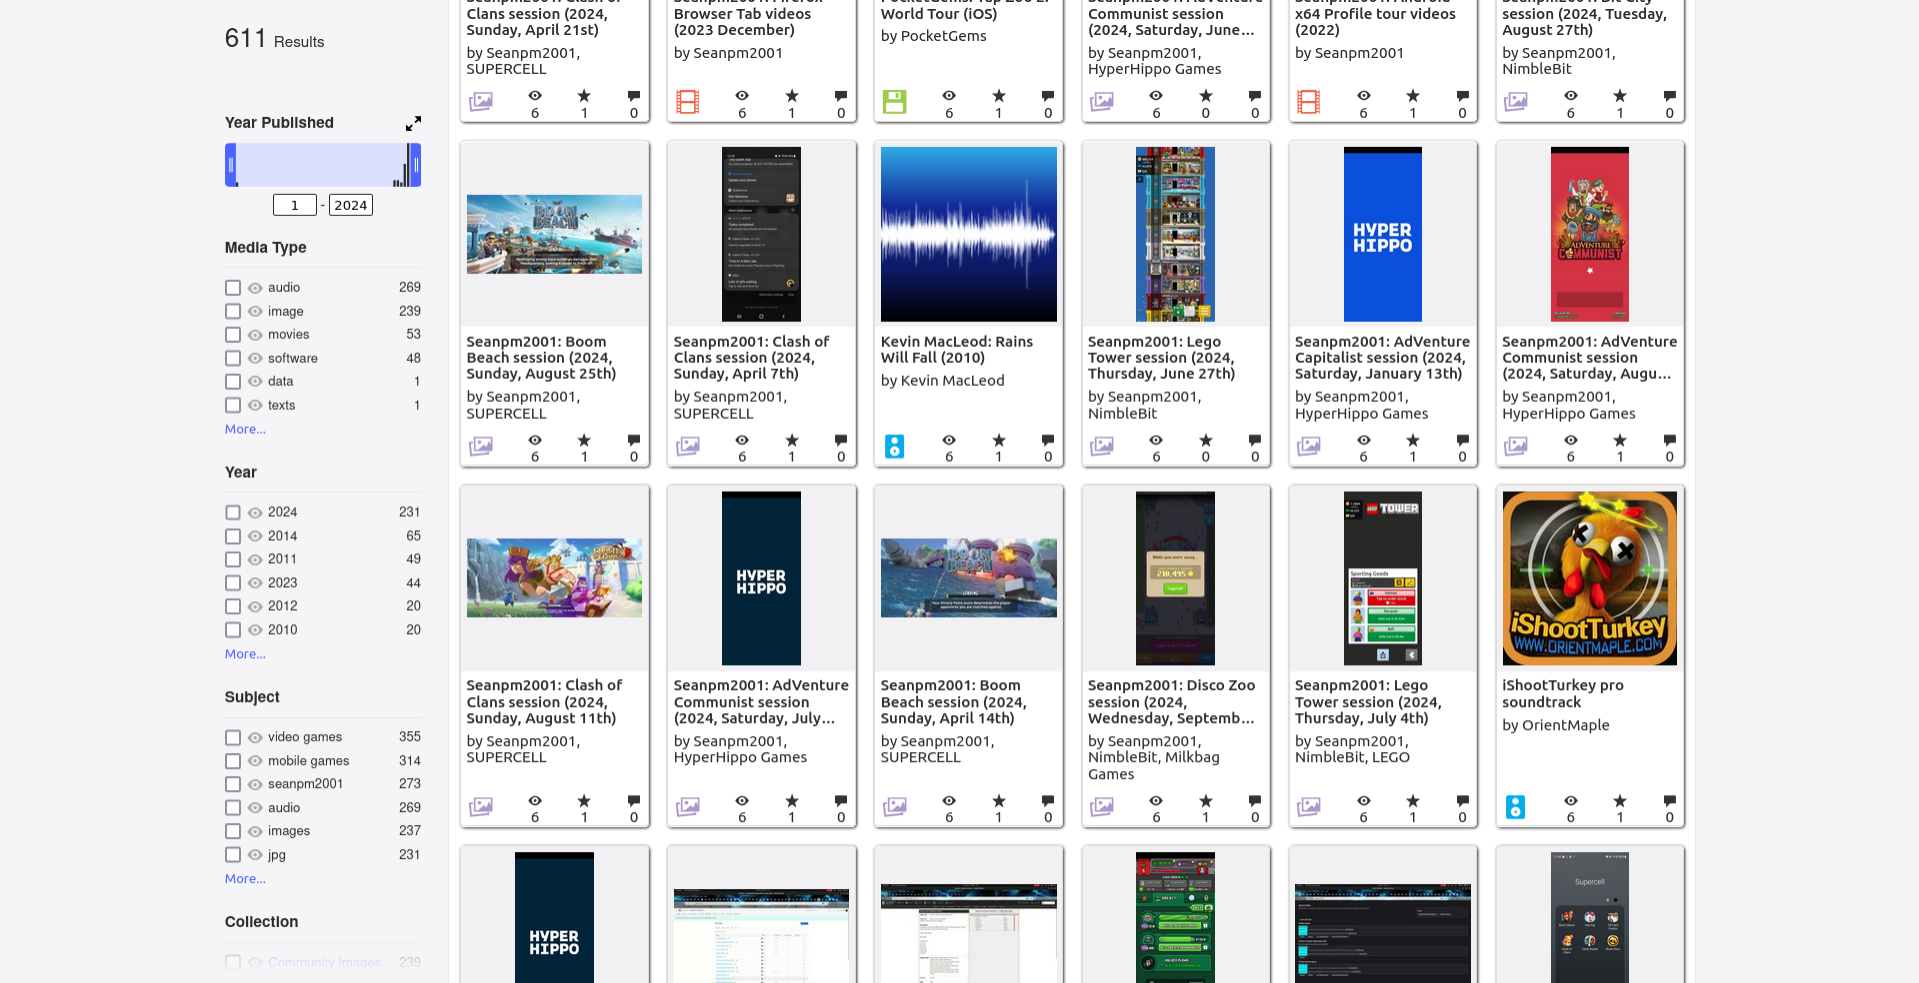 611 Results
Year Published
1 - 2024
Media Type
audio 269
image 239
movies 53
software 48
data 1
texts 1
More...
Year
2024 231
2014 65
2011 49
2023 44
2012 20
2010 20
More...
Subject
video games 355
mobile games 314
seanpm2001 273
audio 269
images 237
jpg 231
More...
Collection
Community Images 239
Clans session (2024,
Sunday, April 21st)
by Seanpm2001,
SUPERCELL
6 1 0
Browser Tab videos
(2023 December)
by Seanpm2001
6 1 0
World Tour (iOS)
by PocketGems
6 1 0
Communist session
(2024, Saturday, June...
by Seanpm2001,
HyperHippo Games
6 0 0
x64 Profile tour videos
(2022)
by Seanpm2001
6 1 0
session (2024, Tuesday,
August 27th)
by Seanpm2001,
NimbleBit
6 1 0
BOOM
BEACH
Seanpm2001: Boom
Beach session (2024,
Sunday, August 25th)
by Seanpm2001,
SUPERCELL
6 1 0
Seanpm2001: Clash of
Clans session (2024,
Sunday, April 7th)
by Seanpm2001,
SUPERCELL
6 1 0
Kevin MacLeod: Rains
Will Fall (2010)
by Kevin MacLeod
6 1 0
Seanpm2001: Lego
Tower session (2024,
Thursday, June 27th)
by Seanpm2001,
NimbleBit
6 0 0
HYPER
HIPPO
Seanpm2001: AdVenture
Capitalist session (2024,
Saturday, January 13th)
by Seanpm2001,
HyperHippo Games
6 1 0
ADVENTURE
COMMUNIST
Seanpm2001: AdVenture
Communist session
(2024, Saturday, Augu...
by Seanpm2001,
HyperHippo Games
6 1 0
Seanpm2001: Clash of
Clans session (2024,
Sunday, August 11th)
by Seanpm2001,
SUPERCELL
6 1 0
HYPER
HIPPO
Seanpm2001: AdVenture
Communist session
(2024, Saturday, July...
by Seanpm2001,
HyperHippo Games
6 1 0
BOOM
BEACH
Seanpm2001: Boom
Beach session (2024,
Sunday, April 14th)
by Seanpm2001,
SUPERCELL
6 1 0
While you were away...
210,495
Seanpm2001: Disco Zoo
session (2024,
Wednesday, Septemb...
by Seanpm2001,
NimbleBit, Milkbag
Games
6 1 0
LEGO TOWER
Sporting Goods
Seanpm2001: Lego
Tower session (2024,
Thursday, July 4th)
by Seanpm2001,
NimbleBit, LEGO
6 1 0
iShootTurkey
WWW.ORIENTMAPLE.COM
iShootTurkey pro
soundtrack
by OrientMaple
6 1 0
HYPER
HIPPO
Supercell